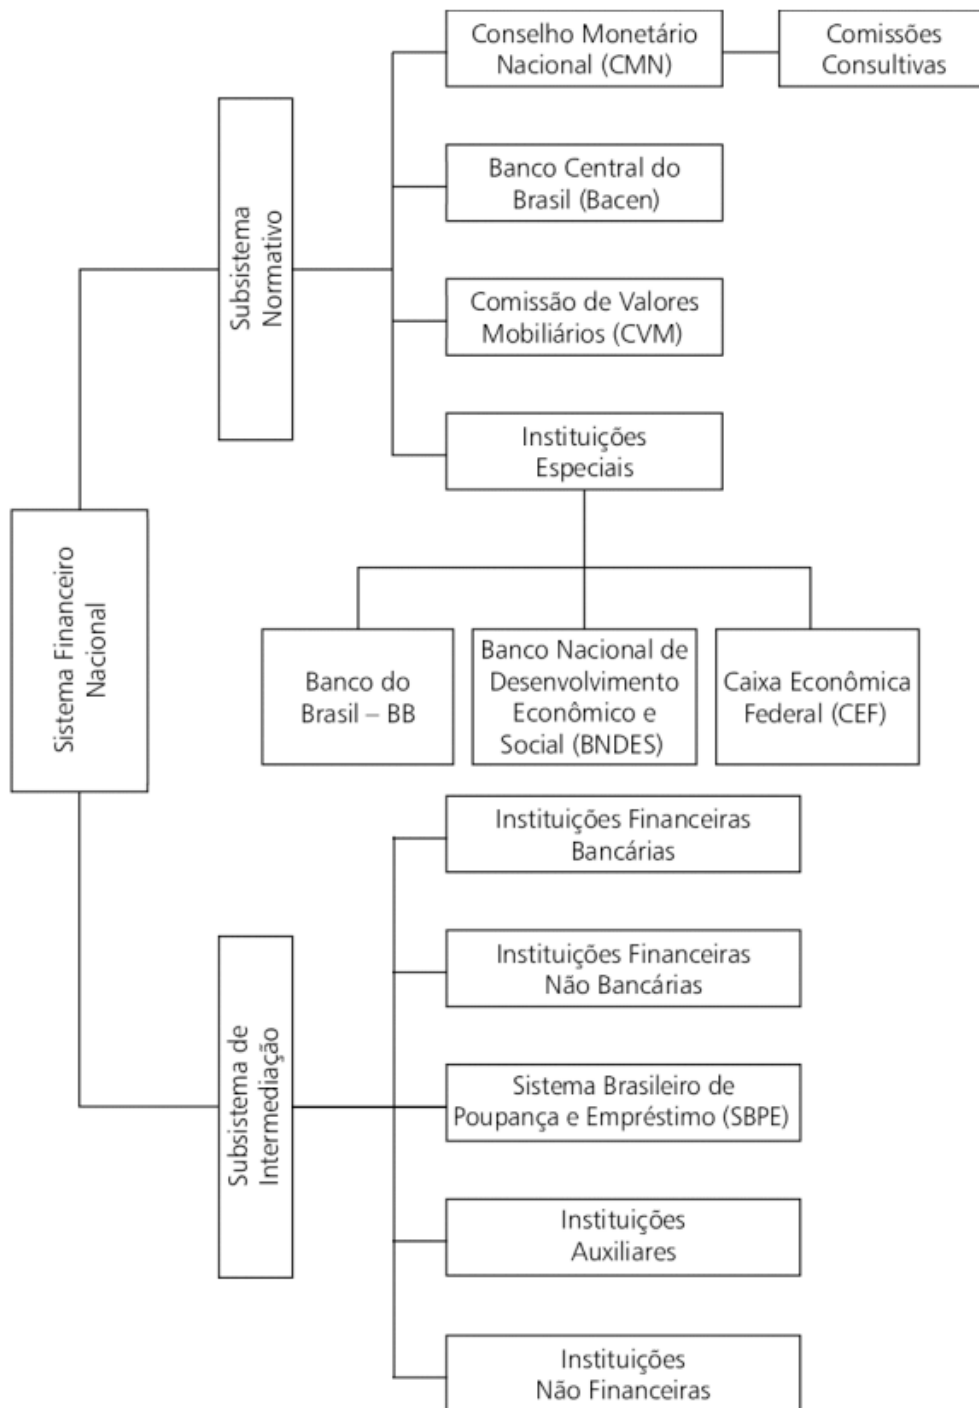 Conselho Monetário
Nacional (CMN)
Comissões
Consultivas
Subsistema
Normativo
Banco Central do
Brasil (Bacen)
Comissão de Valores
Mobiliários (CVM)
Instituições
Especiais
Sistema Financeiro
Nacional
Banco do
Brasil – BB
Banco Nacional de
Desenvolvimento
Econômico e
Social (BNDES)
Caixa Econômica
Federal (CEF)
Instituições Financeiras
Bancárias
Instituições Financeiras
Não Bancárias
Subsistema de
Intermediação
Sistema Brasileiro de
Poupança e Empréstimo (SBPE)
Instituições
Auxiliares
Instituições
Não Financeiras